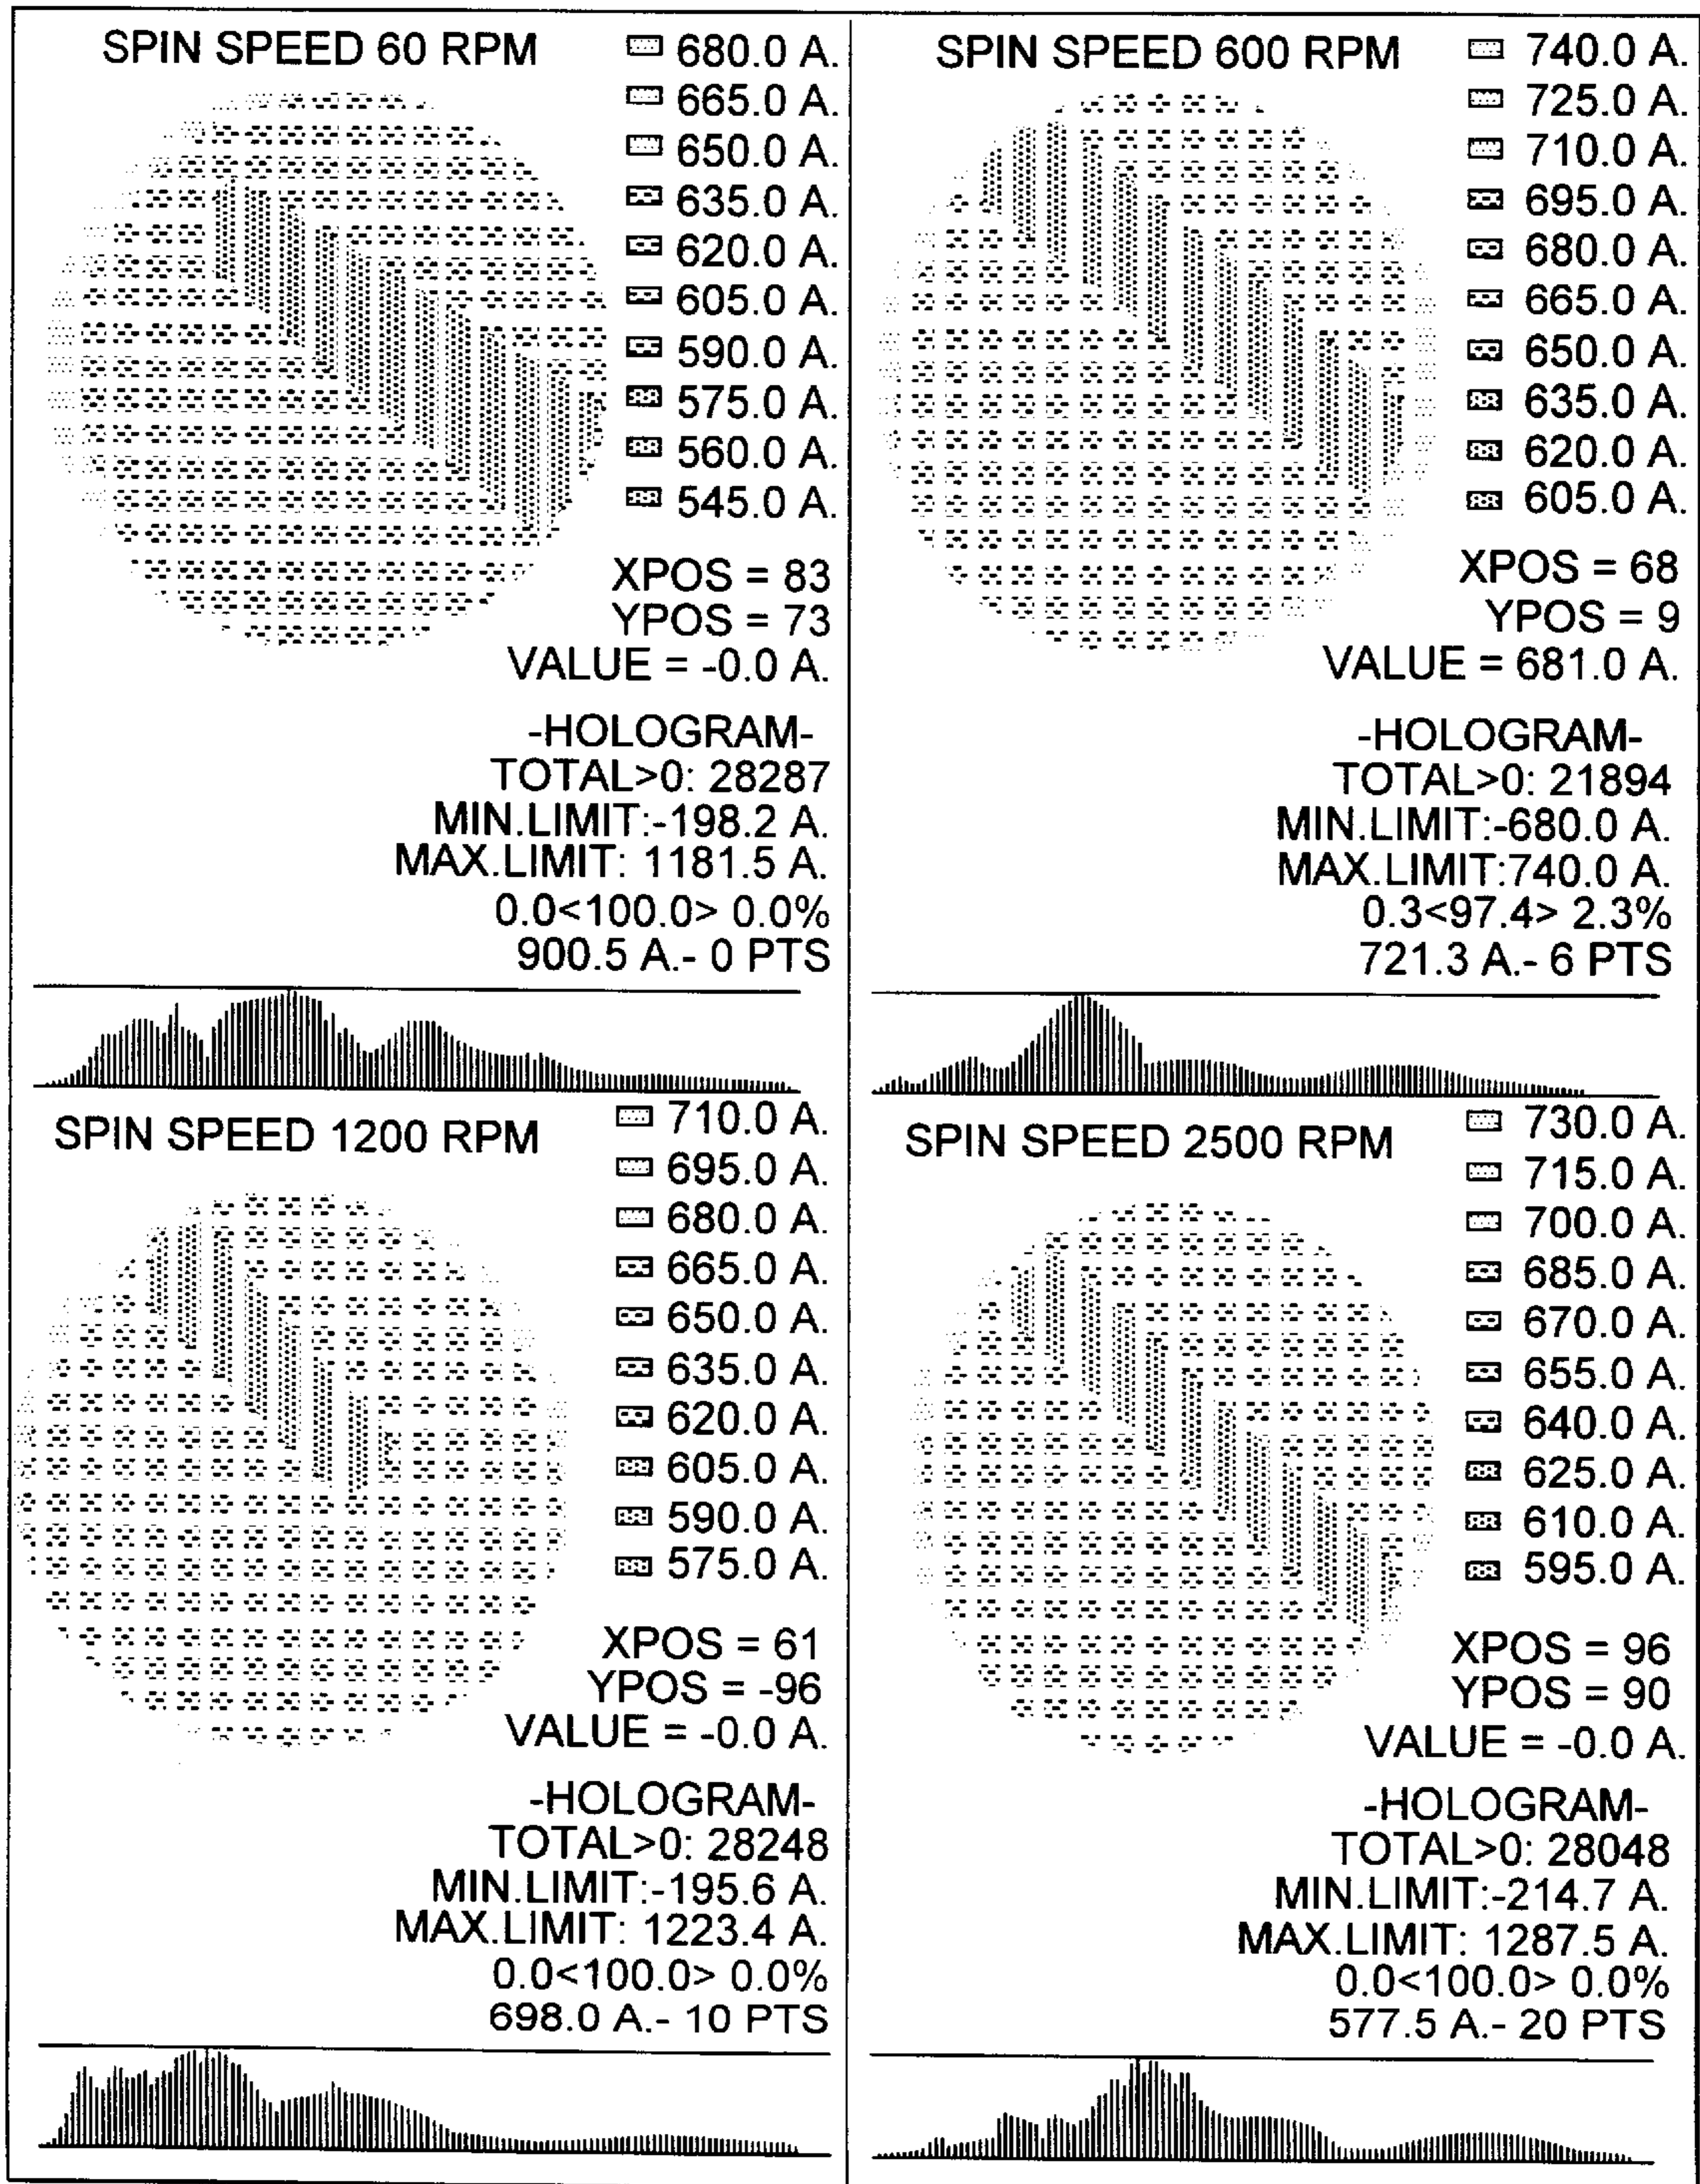 SPIN SPEED 60 RPM
680.0 A.
665.0 A.
650.0 A.
635.0 A.
620.0 A.
605.0 A.
590.0 A.
575.0 A.
560.0 A.
545.0 A.
XPOS = 83
YPOS = 73
VALUE = -0.0 A.
-HOLOGRAM-
TOTAL>0: 28287
MIN.LIMIT:-198.2 A.
MAX.LIMIT: 1181.5 A.
0.0<100.0> 0.0%
900.5 A.- 0 PTS
SPIN SPEED 600 RPM
740.0 A.
725.0 A.
710.0 A.
695.0 A.
680.0 A.
665.0 A.
650.0 A.
635.0 A.
620.0 A.
605.0 A.
XPOS = 68
YPOS = 9
VALUE = 681.0 A.
-HOLOGRAM-
TOTAL>0: 21894
MIN.LIMIT:-680.0 A.
MAX.LIMIT:740.0 A.
0.3<97.4> 2.3%
721.3 A.- 6 PTS
SPIN SPEED 1200 RPM
710.0 A.
695.0 A.
680.0 A.
665.0 A.
650.0 A.
635.0 A.
620.0 A.
605.0 A.
590.0 A.
575.0 A.
XPOS = 61
YPOS = -96
VALUE = -0.0 A.
-HOLOGRAM-
TOTAL>0: 28248
MIN.LIMIT:-195.6 A.
MAX.LIMIT: 1223.4 A.
0.0<100.0> 0.0%
698.0 A.- 10 PTS
SPIN SPEED 2500 RPM
730.0 A.
715.0 A.
700.0 A.
685.0 A.
670.0 A.
655.0 A.
640.0 A.
625.0 A.
610.0 A.
595.0 A.
XPOS = 96
YPOS = 90
VALUE = -0.0 A.
-HOLOGRAM-
TOTAL>0: 28048
MIN.LIMIT:-214.7 A.
MAX.LIMIT: 1287.5 A.
0.0<100.0> 0.0%
577.5 A.- 20 PTS